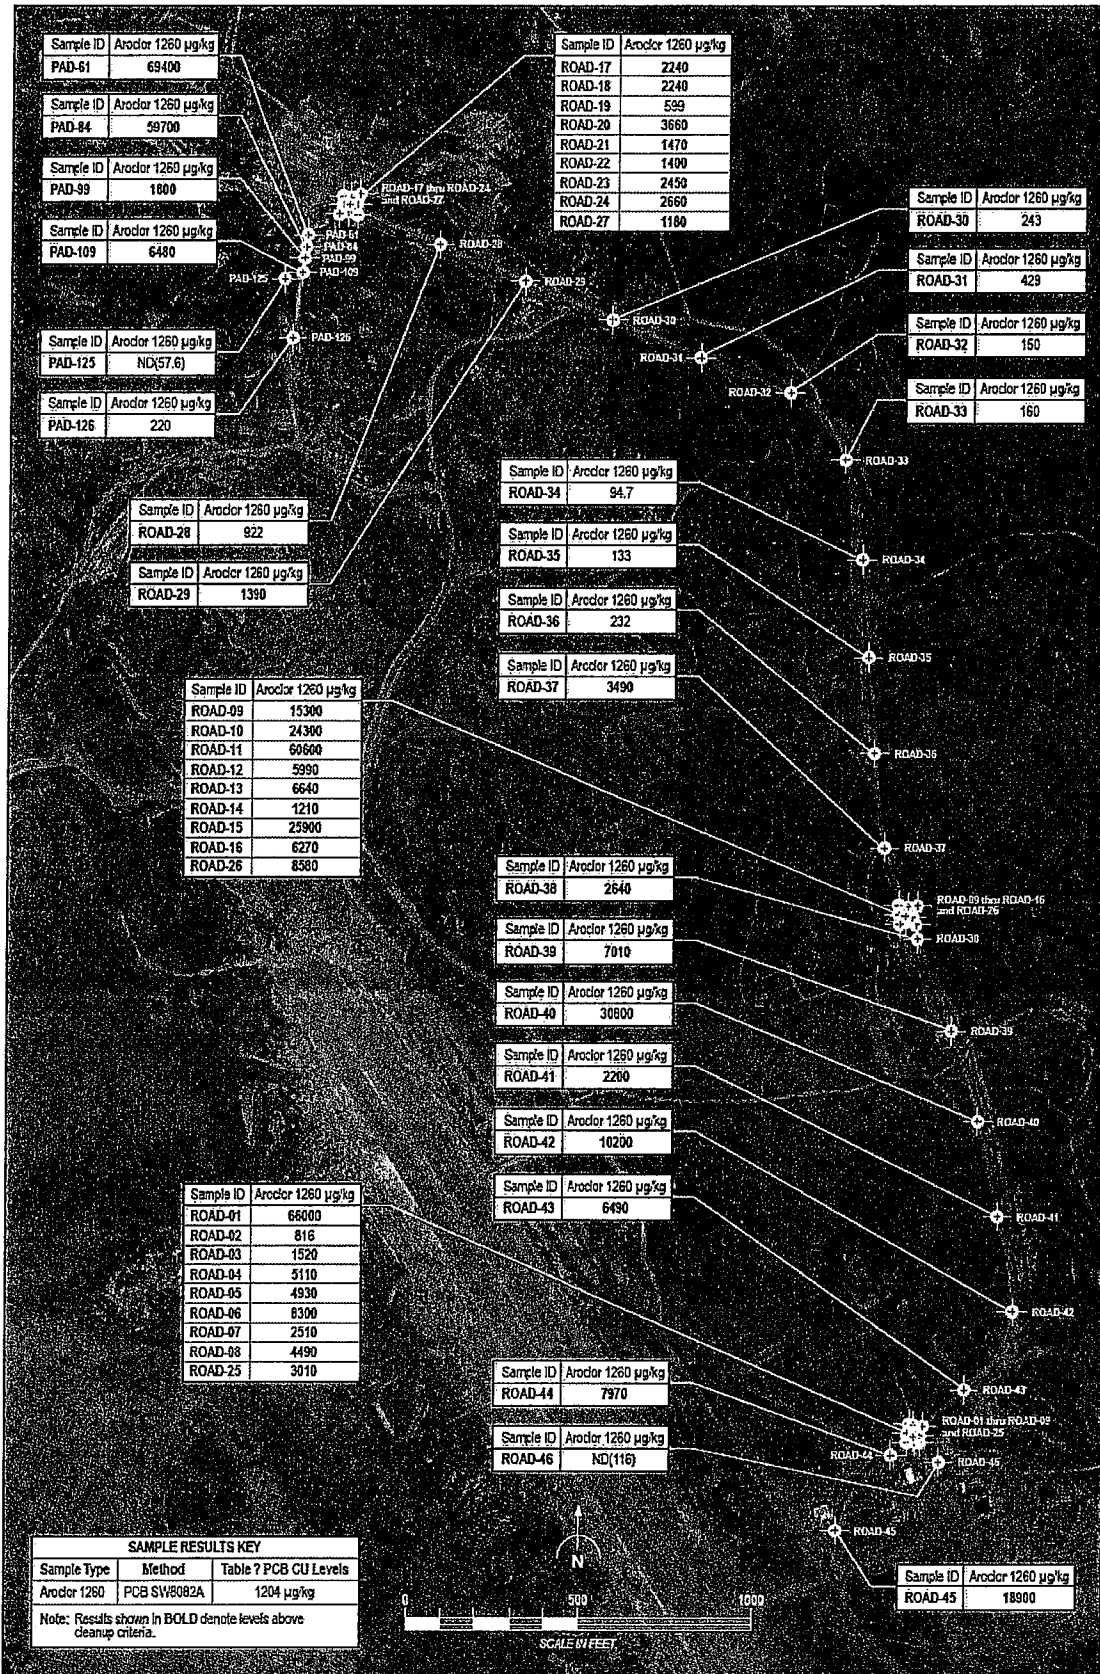 Sample ID Aroclor 1260 µg/kg
PAD-61 69400
Sample ID Aroclor 1260 µg/kg
PAD-84 59700
Sample ID Aroclor 1260 µg/kg
PAD-99 1800
Sample ID Aroclor 1260 µg/kg
PAD-109 6480
Sample ID Aroclor 1260 µg/kg
PAD-125 ND(57.6)
Sample ID Aroclor 1260 µg/kg
PAD-126 220
Sample ID Aroclor 1260 µg/kg
ROAD-17 2240
ROAD-18 2240
ROAD-19 599
ROAD-20 3660
ROAD-21 1470
ROAD-22 1400
ROAD-23 2450
ROAD-24 2660
ROAD-27 1180
Sample ID Aroclor 1260 µg/kg
ROAD-30 243
Sample ID Aroclor 1260 µg/kg
ROAD-31 429
Sample ID Aroclor 1260 µg/kg
ROAD-32 150
Sample ID Aroclor 1260 µg/kg
ROAD-33 160
ROAD-17 thru ROAD-24
and ROAD-27
PAD-61
PAD-84
PAD-99
PAD-109
PAD-125
PAD-126
ROAD-28
ROAD-29
ROAD-30
ROAD-31
ROAD-32
ROAD-33
Sample ID Aroclor 1260 µg/kg
ROAD-28 922
Sample ID Aroclor 1260 µg/kg
ROAD-29 1390
Sample ID Aroclor 1260 µg/kg
ROAD-34 94.7
Sample ID Aroclor 1260 µg/kg
ROAD-35 133
Sample ID Aroclor 1260 µg/kg
ROAD-36 232
Sample ID Aroclor 1260 µg/kg
ROAD-37 3490
ROAD-34
ROAD-35
ROAD-36
ROAD-37
Sample ID Aroclor 1260 µg/kg
ROAD-09 15300
ROAD-10 24300
ROAD-11 60600
ROAD-12 5990
ROAD-13 6640
ROAD-14 1210
ROAD-15 25900
ROAD-16 6270
ROAD-26 8580
Sample ID Aroclor 1260 µg/kg
ROAD-38 2640
Sample ID Aroclor 1260 µg/kg
ROAD-39 7010
Sample ID Aroclor 1260 µg/kg
ROAD-40 30800
Sample ID Aroclor 1260 µg/kg
ROAD-41 2200
Sample ID Aroclor 1260 µg/kg
ROAD-42 10200
Sample ID Aroclor 1260 µg/kg
ROAD-43 6490
ROAD-09 thru ROAD-16
and ROAD-26
ROAD-38
ROAD-39
ROAD-40
ROAD-41
ROAD-42
ROAD-43
Sample ID Aroclor 1260 µg/kg
ROAD-01 66000
ROAD-02 816
ROAD-03 1520
ROAD-04 5110
ROAD-05 4930
ROAD-06 8300
ROAD-07 2510
ROAD-08 4490
ROAD-25 3010
Sample ID Aroclor 1260 µg/kg
ROAD-44 7970
Sample ID Aroclor 1260 µg/kg
ROAD-46 ND(116)
ROAD-01 thru ROAD-09
and ROAD-25
ROAD-44
ROAD-46
ROAD-45
Sample ID Aroclor 1260 µg/kg
ROAD-45 18900
N
0 500 1000
SCALE IN FEET
SAMPLE RESULTS KEY
Sample Type Method Table ? PCB CU Levels
Aroclor 1260 PCB SW8082A 1204 µg/kg
Note: Results shown in BOLD denote levels above
cleanup criteria.